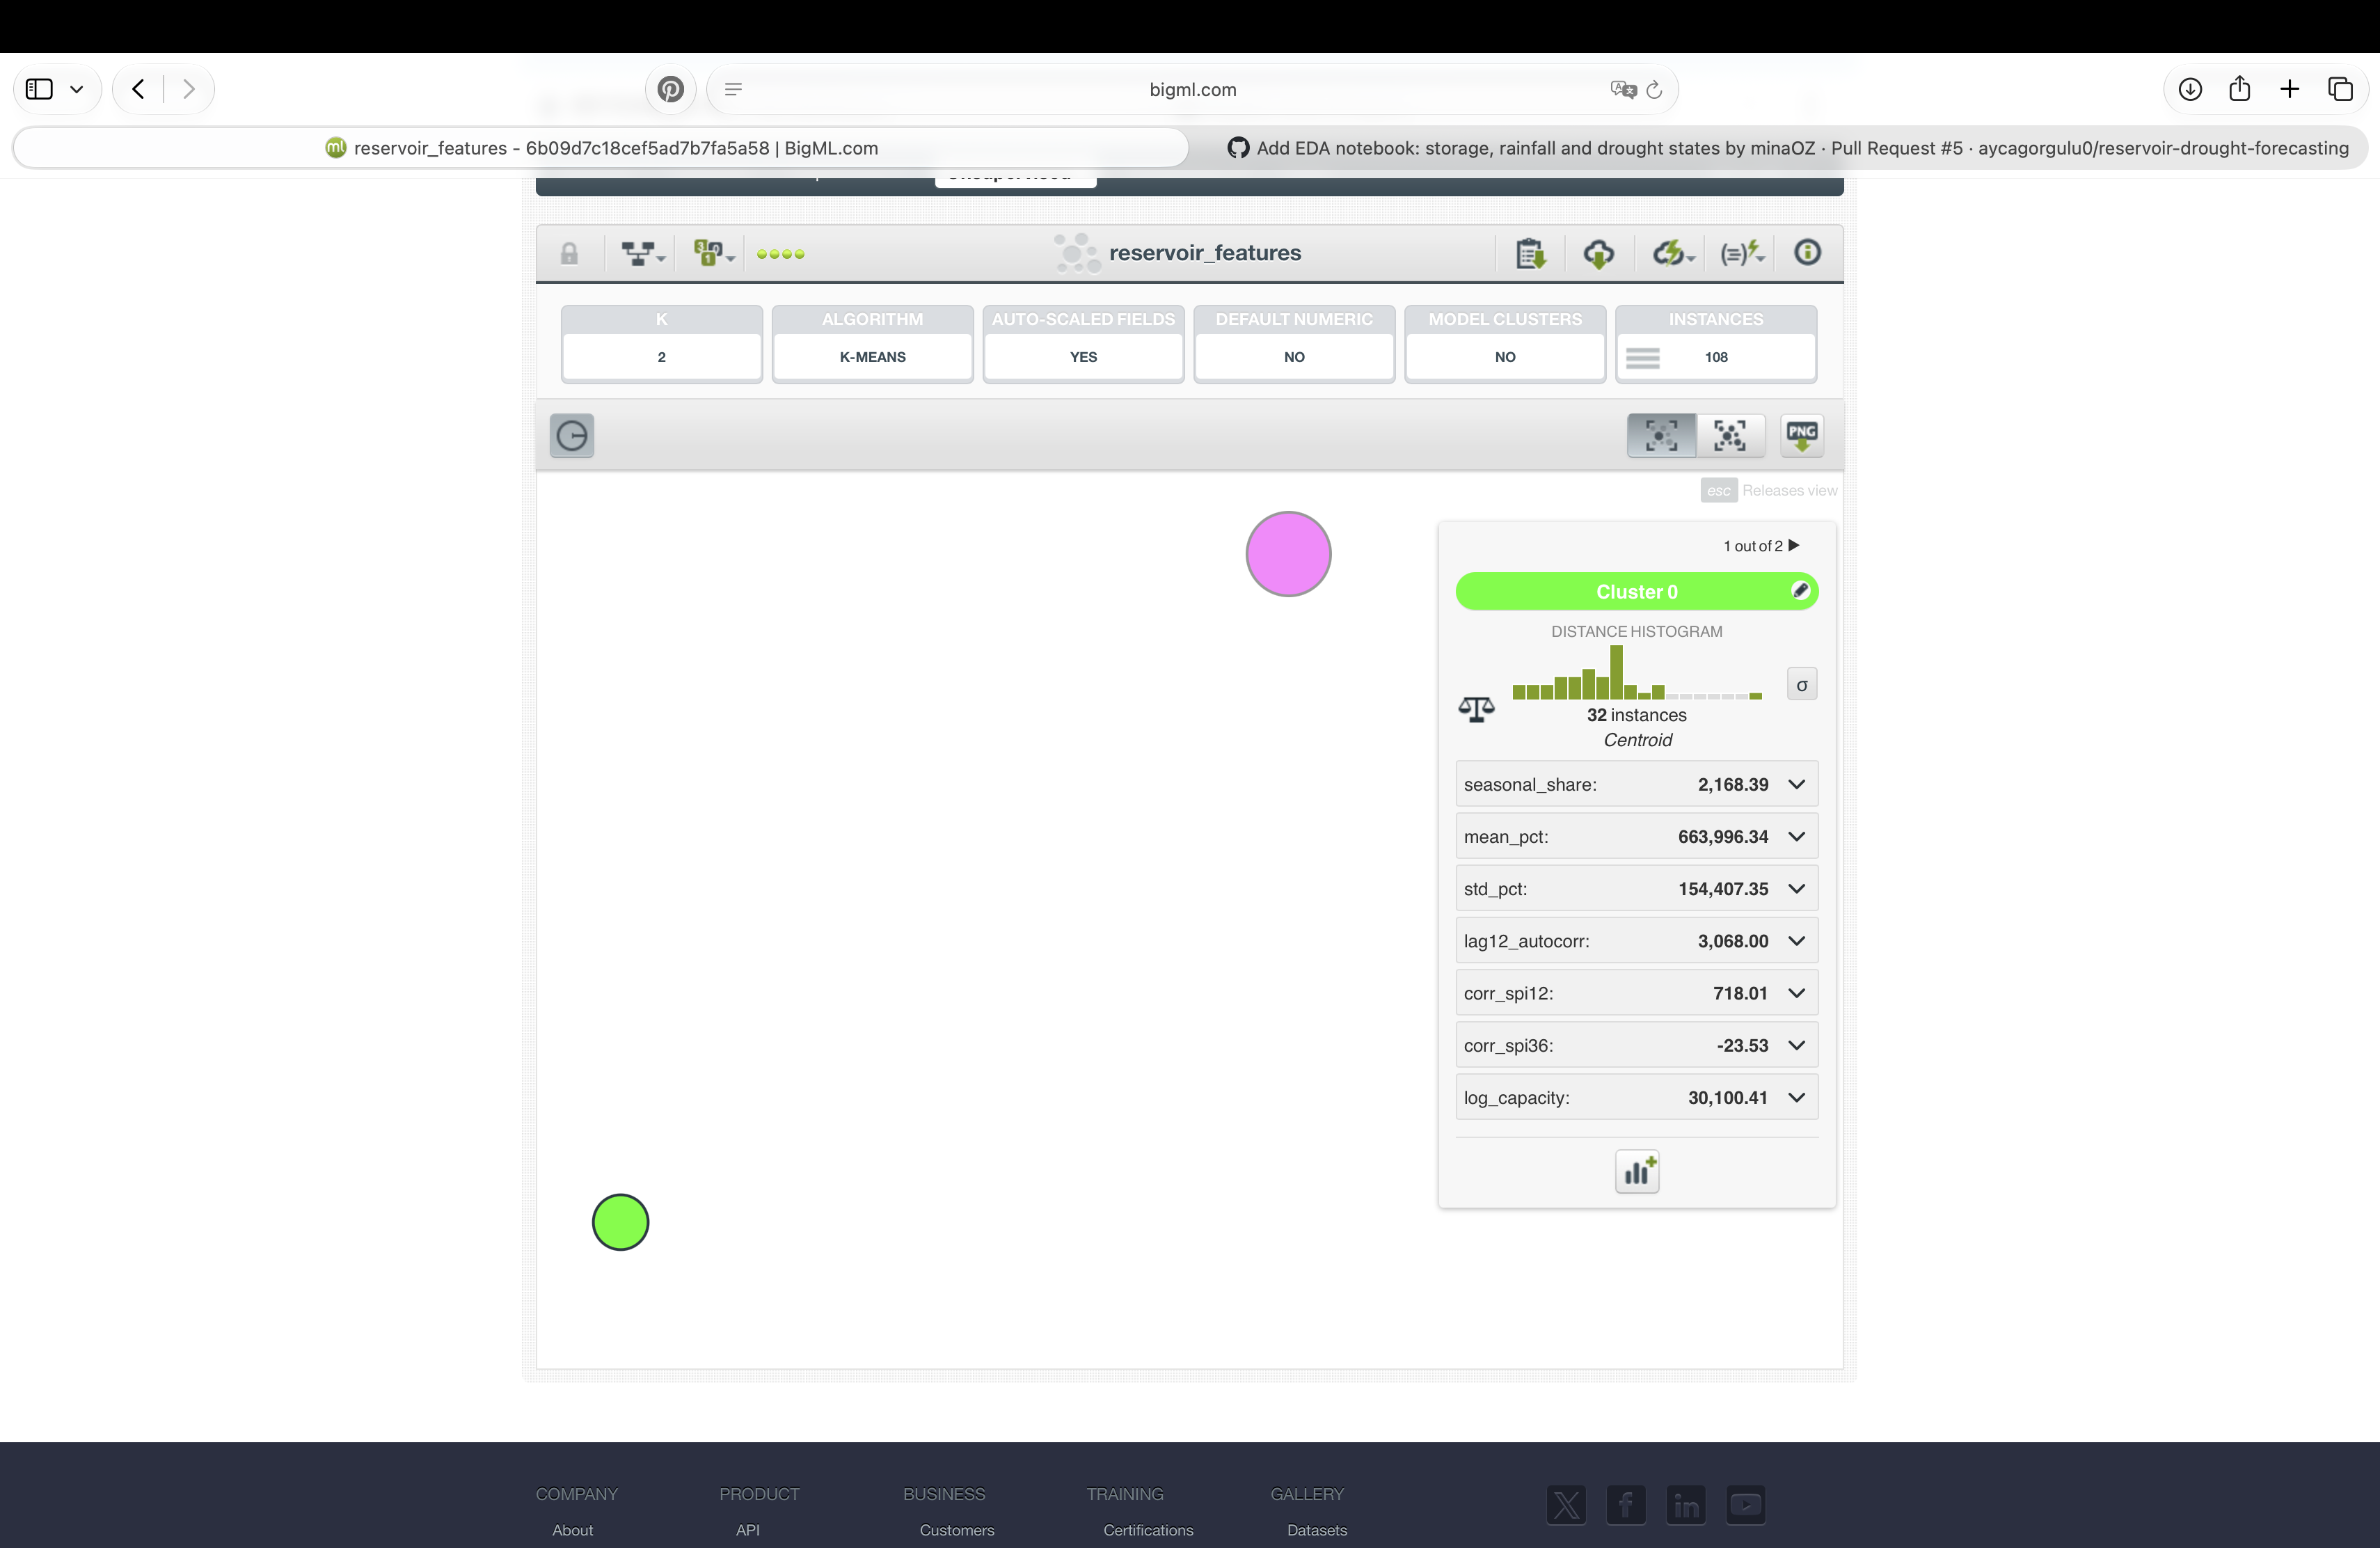 bigml.com
reservoir_features - 6b09d7c18cef5ad7b7fa5a58 | BigML.com
Add EDA notebook: storage, rainfall and drought states by minaOZ · Pull Request #5 · aycagorgulu0/reservoir-drought-forecasting
reservoir_features
K
2
ALGORITHM
K-MEANS
AUTO-SCALED FIELDS
YES
DEFAULT NUMERIC
NO
MODEL CLUSTERS
NO
INSTANCES
108
PNG
esc Releases view
1 out of 2
Cluster 0
DISTANCE HISTOGRAM
σ
32 instances
Centroid
seasonal_share: 2,168.39
mean_pct: 663,996.34
std_pct: 154,407.35
lag12_autocorr: 3,068.00
corr_spi12: 718.01
corr_spi36: -23.53
log_capacity: 30,100.41
COMPANY
About
PRODUCT
API
BUSINESS
Customers
TRAINING
Certifications
GALLERY
Datasets